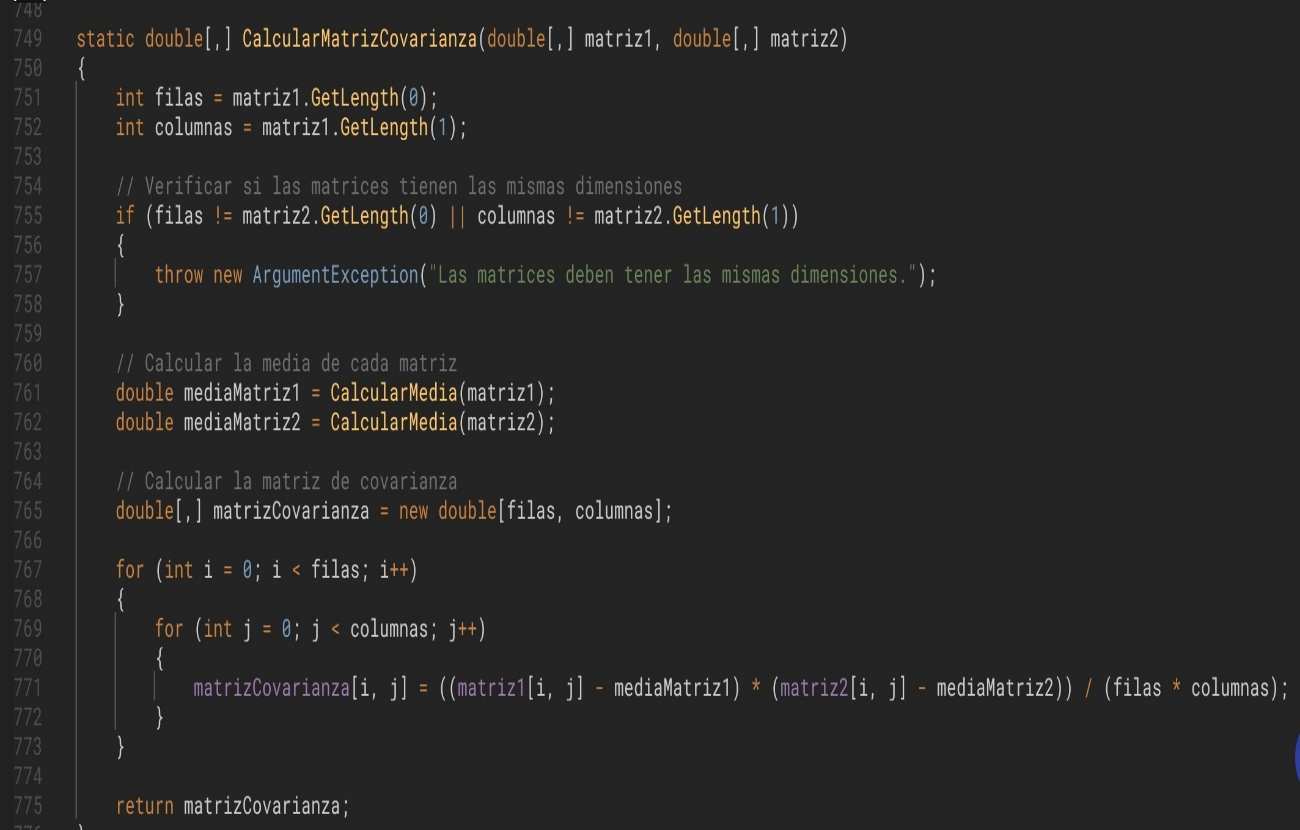 748
749 static double[,] CalcularMatrizCovarianza(double[,] matriz1, double[,] matriz2)
750 {
751 int filas = matriz1.GetLength(0);
752 int columnas = matriz1.GetLength(1);
753
754 // Verificar si las matrices tienen las mismas dimensiones
755 if (filas != matriz2.GetLength(0) || columnas != matriz2.GetLength(1))
756 {
757 throw new ArgumentException("Las matrices deben tener las mismas dimensiones.");
758 }
759
760 // Calcular la media de cada matriz
761 double mediaMatriz1 = CalcularMedia(matriz1);
762 double mediaMatriz2 = CalcularMedia(matriz2);
763
764 // Calcular la matriz de covarianza
765 double[,] matrizCovarianza = new double[filas, columnas];
766
767 for (int i = 0; i < filas; i++)
768 {
769 for (int j = 0; j < columnas; j++)
770 {
771 matrizCovarianza[i, j] = ((matriz1[i, j] - mediaMatriz1) * (matriz2[i, j] - mediaMatriz2)) / (filas * columnas);
772 }
773 }
774
775 return matrizCovarianza;